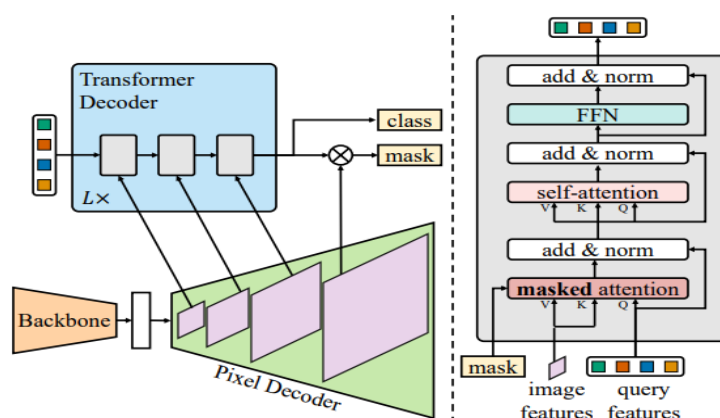 Transformer
Decoder
L×
class
mask
Backbone
Pixel Decoder
add & norm
FFN
add & norm
self-attention
V K Q
add & norm
masked attention
V K Q
mask
image
features
query
features